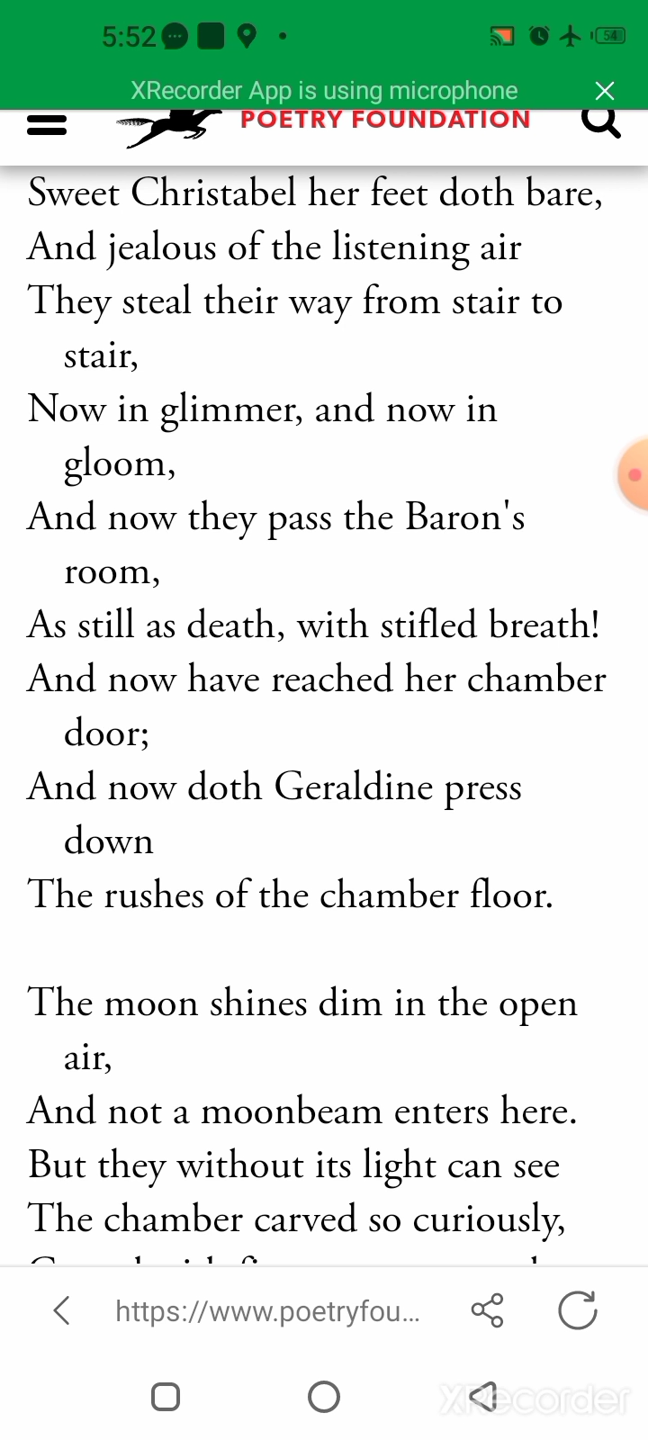 5:52
54
XRecorder App is using microphone
POETRY FOUNDATION
Sweet Christabel her feet doth bare,
And jealous of the listening air
They steal their way from stair to
stair,
Now in glimmer, and now in
gloom,
And now they pass the Baron's
room,
As still as death, with stifled breath!
And now have reached her chamber
door;
And now doth Geraldine press
down
The rushes of the chamber floor.
The moon shines dim in the open
air,
And not a moonbeam enters here.
But they without its light can see
The chamber carved so curiously,
https://www.poetryfou...
XRecorder